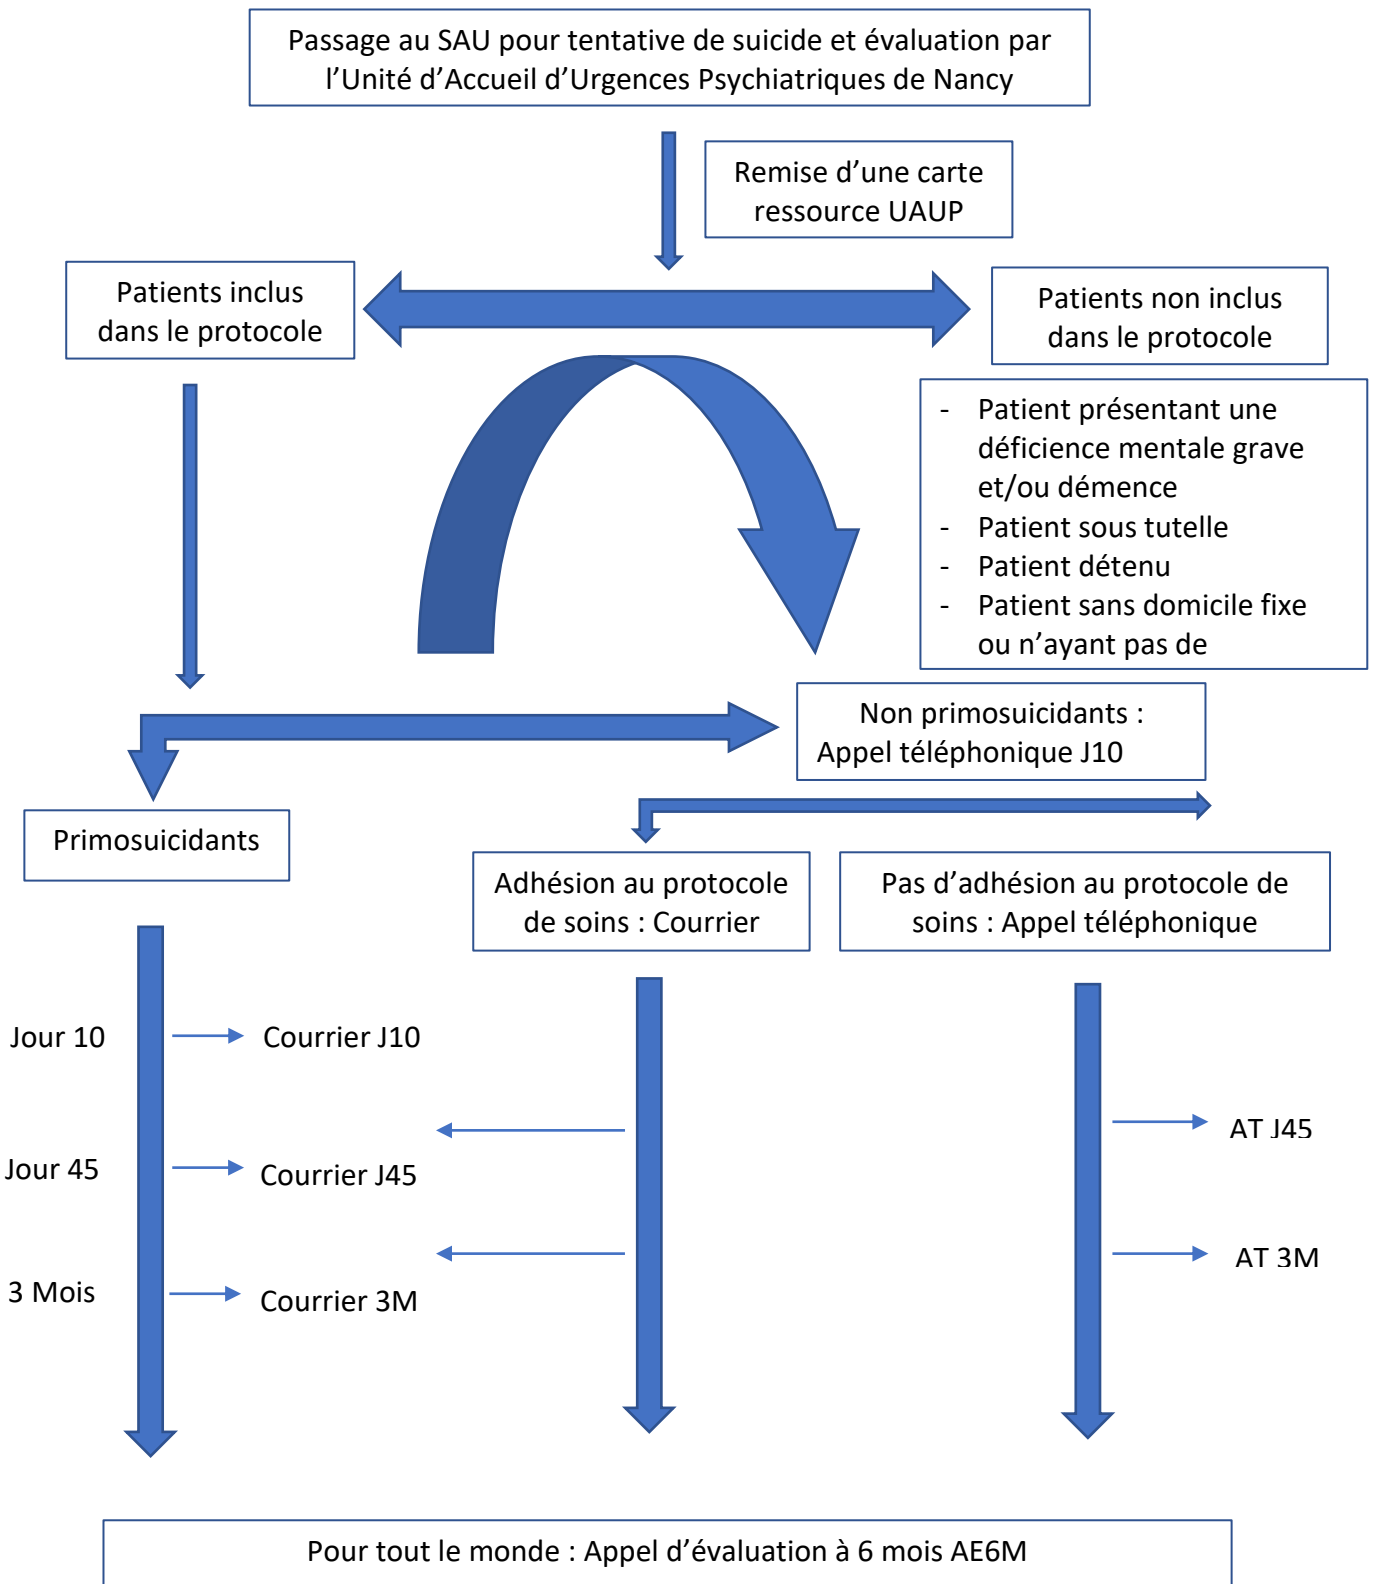 Passage au SAU pour tentative de suicide et évaluation par
l’Unité d’Accueil d’Urgences Psychiatriques de Nancy
Remise d’une carte
ressource UAUP
Patients inclus
dans le protocole
Patients non inclus
dans le protocole
- Patient présentant une
déficience mentale grave
et/ou démence
- Patient sous tutelle
- Patient détenu
- Patient sans domicile fixe
ou n’ayant pas de
Non primosuicidants :
Appel téléphonique J10
Primosuicidants
Adhésion au protocole
de soins : Courrier
Pas d’adhésion au protocole de
soins : Appel téléphonique
Jour 10
Courrier J10
AT J45
Jour 45
Courrier J45
AT 3M
3 Mois
Courrier 3M
Pour tout le monde : Appel d’évaluation à 6 mois AE6M